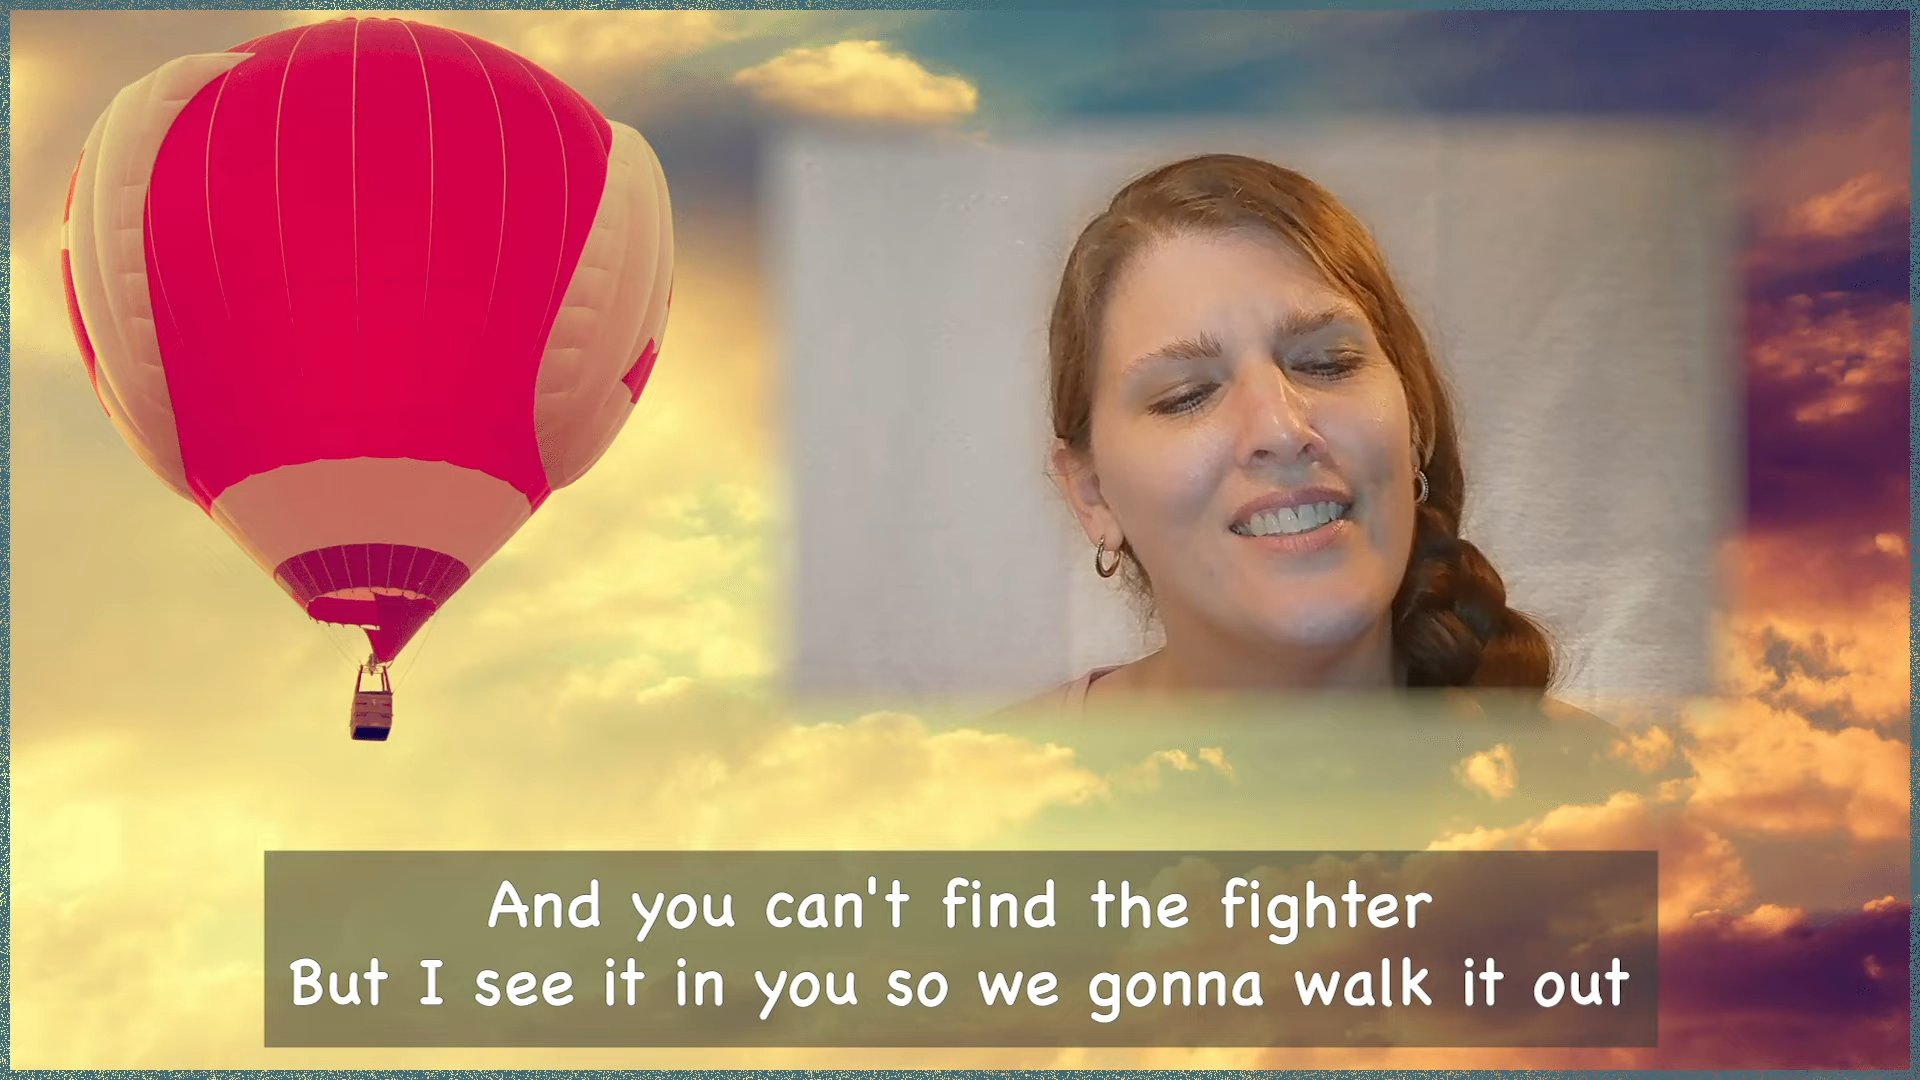 And you can't find the fighter
But I see it in you so we gonna walk it out